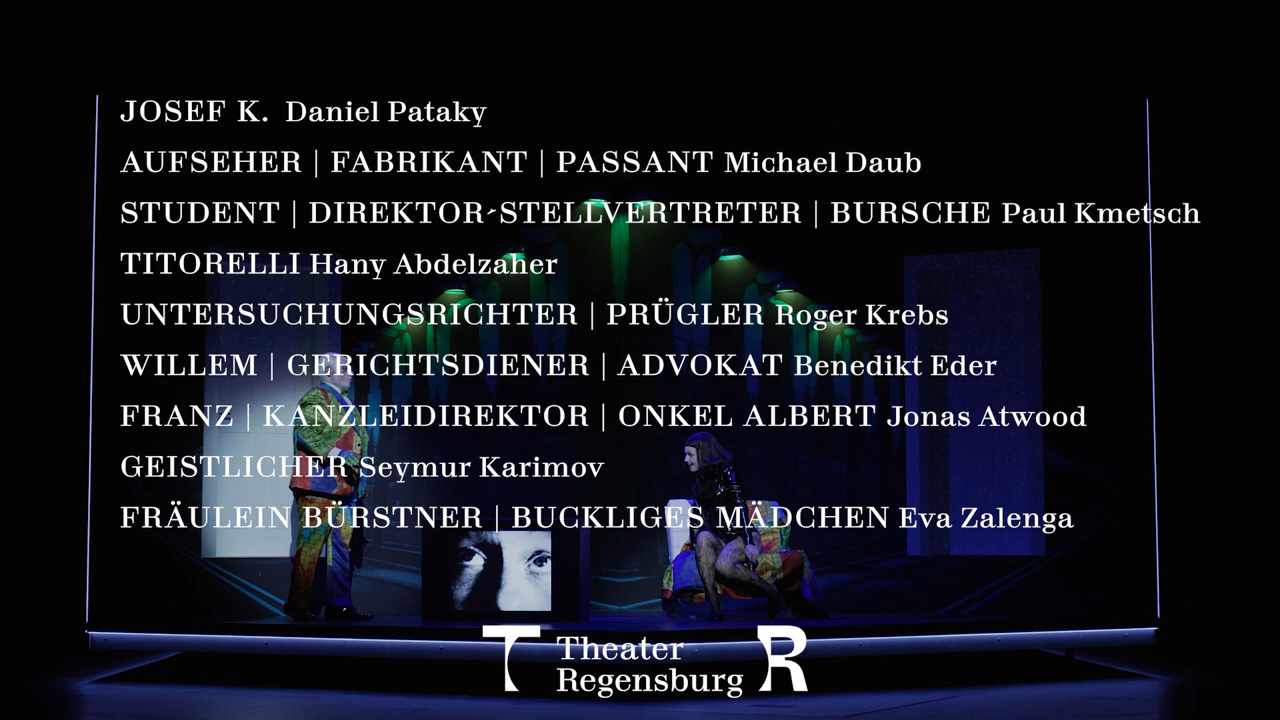 JOSEF K. Daniel Pataky
AUFSEHER | FABRIKANT | PASSANT Michael Daub
STUDENT | DIREKTOR-STELLVERTRETER | BURSCHE Paul Kmetsch
TITORELLI Hany Abdelzaher
UNTERSUCHUNGSRICHTER | PRÜGLER Roger Krebs
WILLEM | GERICHTSDIENER | ADVOKAT Benedikt Eder
FRANZ | KANZLEIDIREKTOR | ONKEL ALBERT Jonas Atwood
GEISTLICHER Seymur Karimov
FRÄULEIN BÜRSTNER | BUCKLIGES MÄDCHEN Eva Zalenga
T Theater R
Regensburg